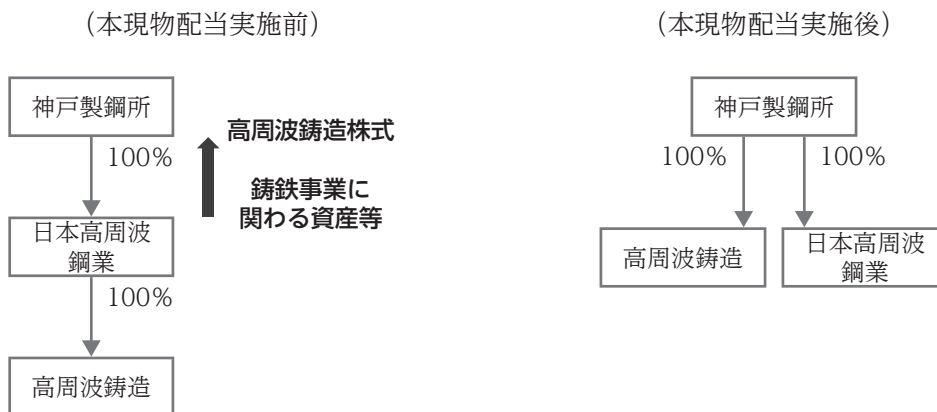 (本現物配当実施前)
神戸製鋼所
100%
高周波鋳造株式
鋳鉄事業に
関わる資産等
日本高周波
鋼業
100%
高周波鋳造
(本現物配当実施後)
神戸製鋼所
100%
100%
高周波鋳造
日本高周波
鋼業